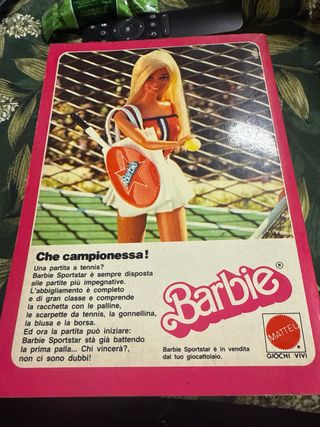 Barbie
Che campionessa!
Una partita a tennis?
Barbie Sportstar è sempre disposta
alle partite più impegnative.
L'abbigliamento è completo
e di gran classe e comprende
la racchetta con le palline,
le scarpette da tennis, la gonnellina,
la blusa e la borsa.
Ed ora la partita può iniziare:
Barbie Sportstar stà già battendo
la prima palla... Chi vincerà?,
non ci sono dubbi!
Barbie®
Barbie Sportstar è in vendita
dal tuo giocattolaio.
MATTEL
GIOCHI VIVI